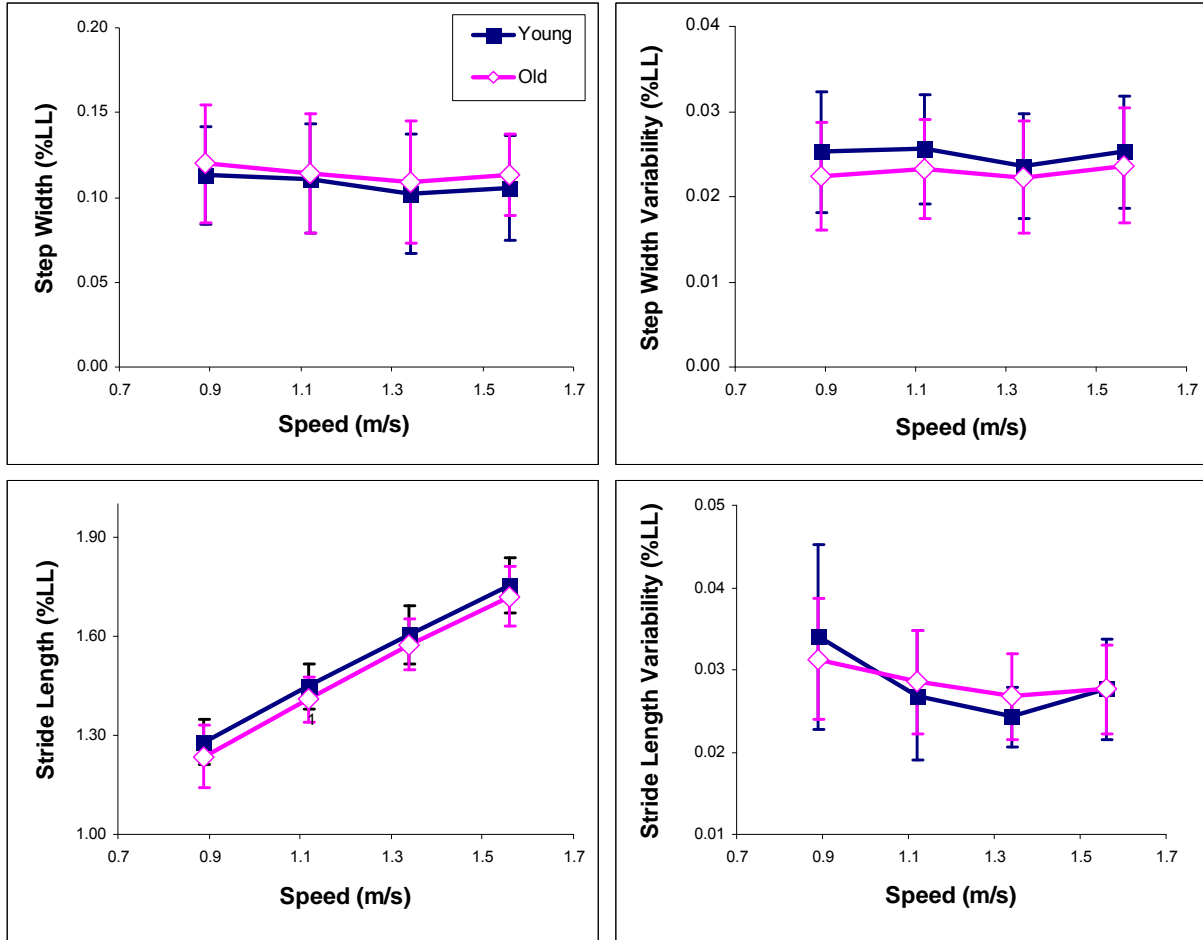 Step Width (%LL)
0.20
0.15
0.10
0.05
0.00
0.7 0.9 1.1 1.3 1.5 1.7
Speed (m/s)
Young
Old
Step Width Variability (%LL)
0.04
0.03
0.02
0.01
0.00
0.7 0.9 1.1 1.3 1.5 1.7
Speed (m/s)
Stride Length (%LL)
1.90
1.60
1.30
1.00
0.7 0.9 1.1 1.3 1.5 1.7
Speed (m/s)
Stride Length Variability (%LL)
0.05
0.04
0.03
0.02
0.01
0.7 0.9 1.1 1.3 1.5 1.7
Speed (m/s)